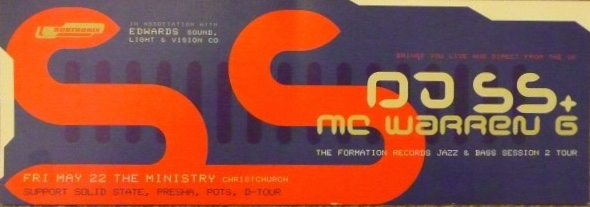 SUBTRONIX
IN ASSOCIATION WITH
EDWARDS SOUND,
LIGHT & VISION CO
BRINGS YOU LIVE AND DIRECT FROM THE UK
DJ SS+
MC WARREN G
THE FORMATION RECORDS JAZZ & BASS SESSION 2 TOUR
FRI MAY 22 THE MINISTRY CHRISTCHURCH
SUPPORT SOLID STATE, PRESHA, POTS, D-TOUR